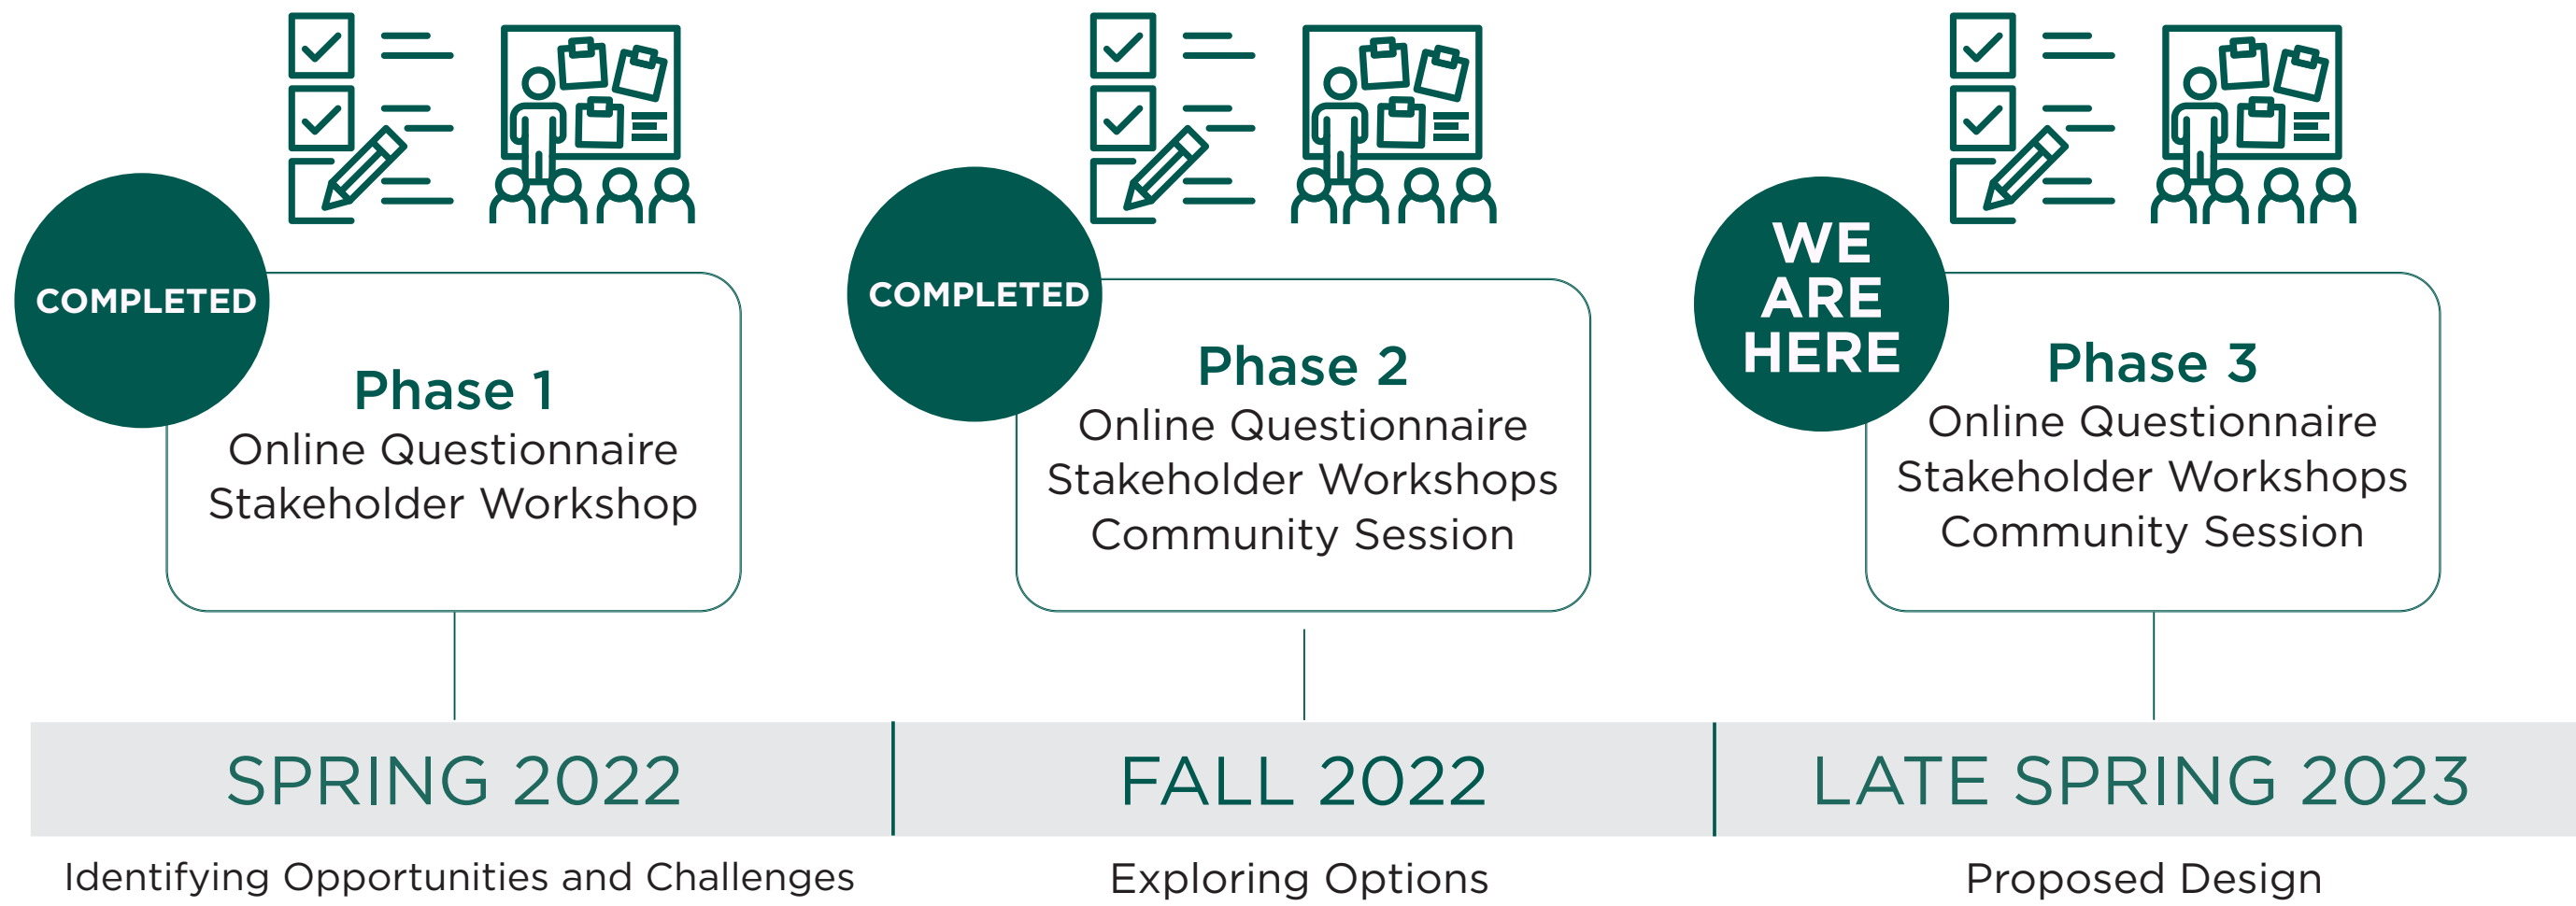 COMPLETED
Phase 1
Online Questionnaire
Stakeholder Workshop
COMPLETED
Phase 2
Online Questionnaire
Stakeholder Workshops
Community Session
WE
ARE
HERE
Phase 3
Online Questionnaire
Stakeholder Workshops
Community Session
SPRING 2022
FALL 2022
LATE SPRING 2023
Identifying Opportunities and Challenges
Exploring Options
Proposed Design